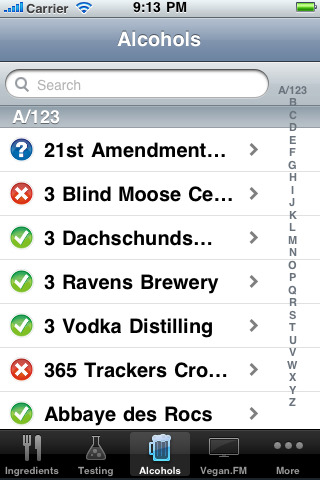 Carrier 9:13 PM
Alcohols
Search
A/123
21st Amendment...
3 Blind Moose Ce...
3 Dachschunds...
3 Ravens Brewery
3 Vodka Distilling
365 Trackers Cro...
Abbaye des Rocs
A/123
B
C
D
E
F
G
H
I
J
K
L
M
N
O
P
Q
R
S
T
U
V
W
X
Y
Z
Ingredients Testing Alcohols Vegan.FM More